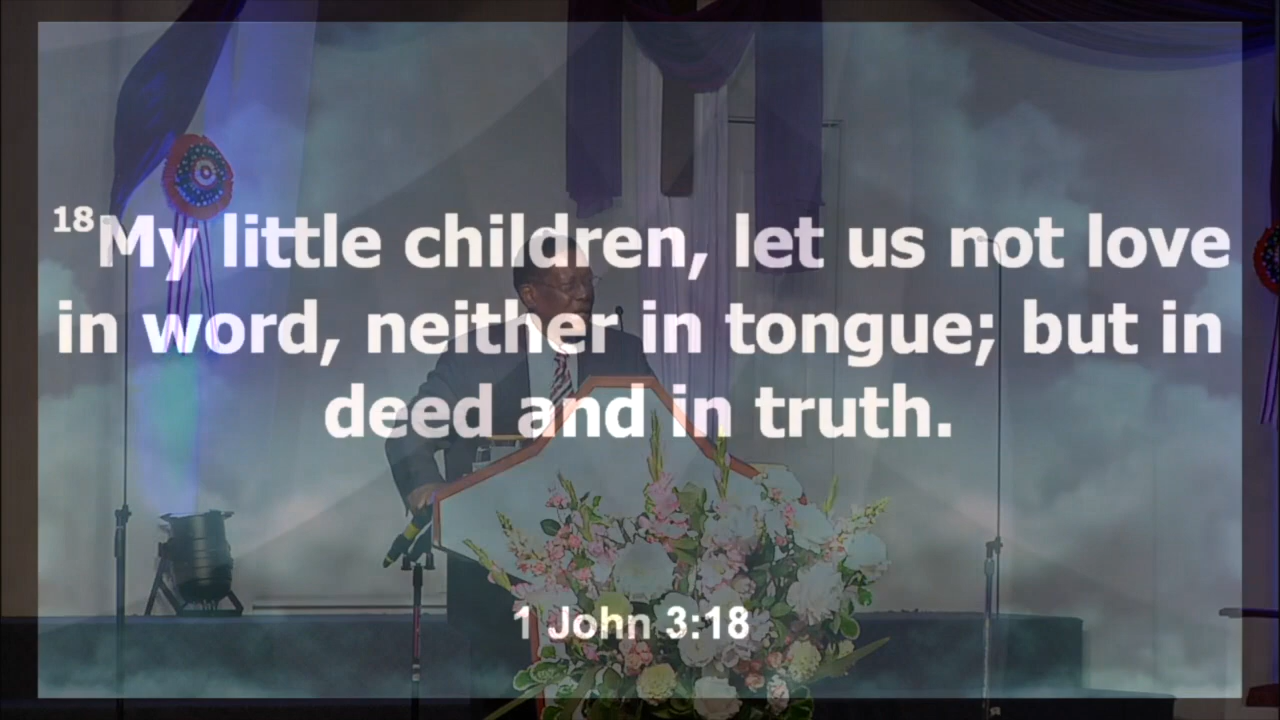 18My little children, let us not love
in word, neither in tongue; but in
deed and in truth.
1 John 3:18